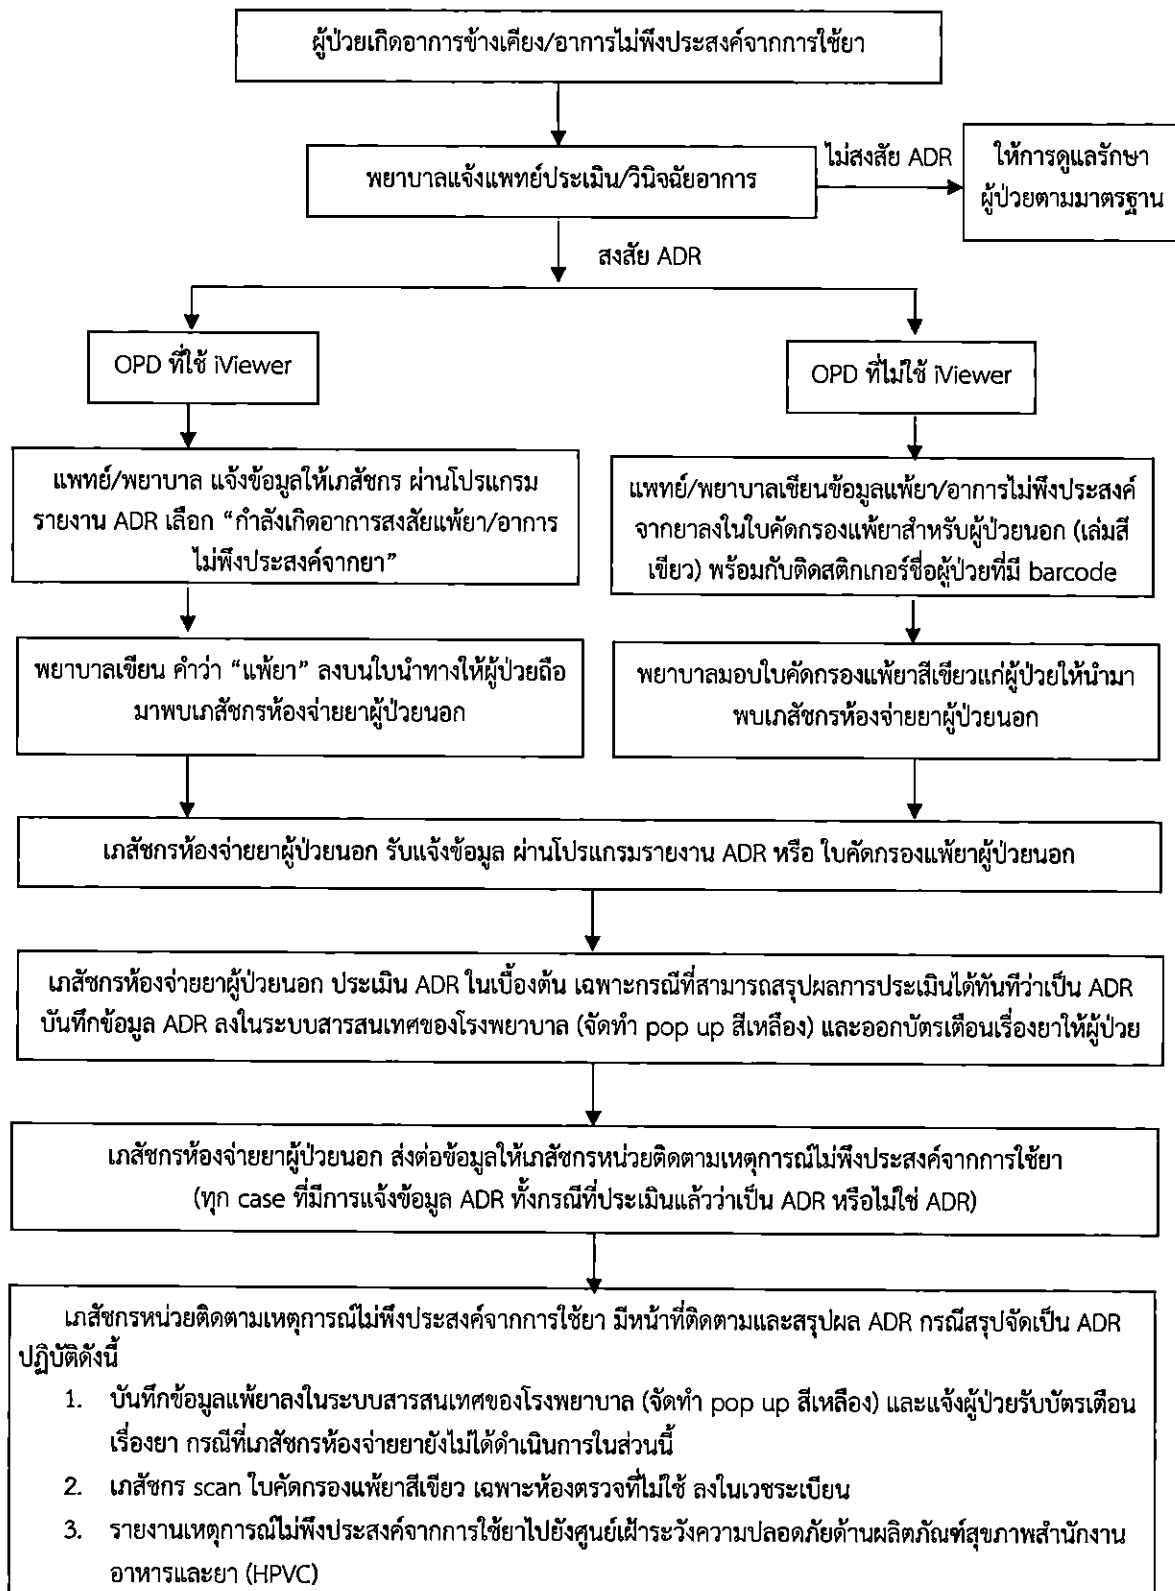 ผู้ป่วยเกิดอาการข้างเคียง/อาการไม่พึงประสงค์จากการใช้ยา
พยาบาลแจ้งแพทย์ประเมิน/วินิจฉัยอาการ
ไม่สงสัย ADR
ให้การดูแลรักษา
ผู้ป่วยตามมาตรฐาน
สงสัย ADR
OPD ที่ใช้ iViewer
OPD ที่ไม่ใช้ iViewer
แพทย์/พยาบาล แจ้งข้อมูลให้เภสัชกร ผ่านโปรแกรม
รายงาน ADR เลือก “กำลังเกิดอาการสงสัยแพ้ยา/อาการ
ไม่พึงประสงค์จากยา”
แพทย์/พยาบาลเขียนข้อมูลแพ้ยา/อาการไม่พึงประสงค์
จากยาลงในใบคัดกรองแพ้ยาสำหรับผู้ป่วยนอก (เล่มสี
เขียว) พร้อมกับติดสติกเกอร์ชื่อผู้ป่วยที่มี barcode
พยาบาลเขียน คำว่า “แพ้ยา” ลงบนใบนำทางให้ผู้ป่วยถือ
มาพบเภสัชกรห้องจ่ายยาผู้ป่วยนอก
พยาบาลมอบใบคัดกรองแพ้ยาสีเขียวแก่ผู้ป่วยให้นำมา
พบเภสัชกรห้องจ่ายยาผู้ป่วยนอก
เภสัชกรห้องจ่ายยาผู้ป่วยนอก รับแจ้งข้อมูล ผ่านโปรแกรมรายงาน ADR หรือ ใบคัดกรองแพ้ยาผู้ป่วยนอก
เภสัชกรห้องจ่ายยาผู้ป่วยนอก ประเมิน ADR ในเบื้องต้น เฉพาะกรณีที่สามารถสรุปผลการประเมินได้ทันทีว่าเป็น ADR
บันทึกข้อมูล ADR ลงในระบบสารสนเทศของโรงพยาบาล (จัดทำ pop up สีเหลือง) และออกบัตรเตือนเรื่องยาให้ผู้ป่วย
เภสัชกรห้องจ่ายยาผู้ป่วยนอก ส่งต่อข้อมูลให้เภสัชกรหน่วยติดตามเหตุการณ์ไม่พึงประสงค์จากการใช้ยา
(ทุก case ที่มีการแจ้งข้อมูล ADR ทั้งกรณีที่ประเมินแล้วว่าเป็น ADR หรือไม่ใช่ ADR)
เภสัชกรหน่วยติดตามเหตุการณ์ไม่พึงประสงค์จากการใช้ยา มีหน้าที่ติดตามและสรุปผล ADR กรณีสรุปจัดเป็น ADR
ปฏิบัติดังนี้
1. บันทึกข้อมูลแพ้ยาลงในระบบสารสนเทศของโรงพยาบาล (จัดทำ pop up สีเหลือง) และแจ้งผู้ป่วยรับบัตรเตือน
เรื่องยา กรณีที่เภสัชกรห้องจ่ายยายังไม่ได้ดำเนินการในส่วนนี้
2. เภสัชกร scan ใบคัดกรองแพ้ยาสีเขียว เฉพาะห้องตรวจที่ไม่ใช้ ลงในเวชระเบียน
3. รายงานเหตุการณ์ไม่พึงประสงค์จากการใช้ยาไปยังศูนย์เฝ้าระวังความปลอดภัยด้านผลิตภัณฑ์สุขภาพสำนักงาน
อาหารและยา (HPVC)